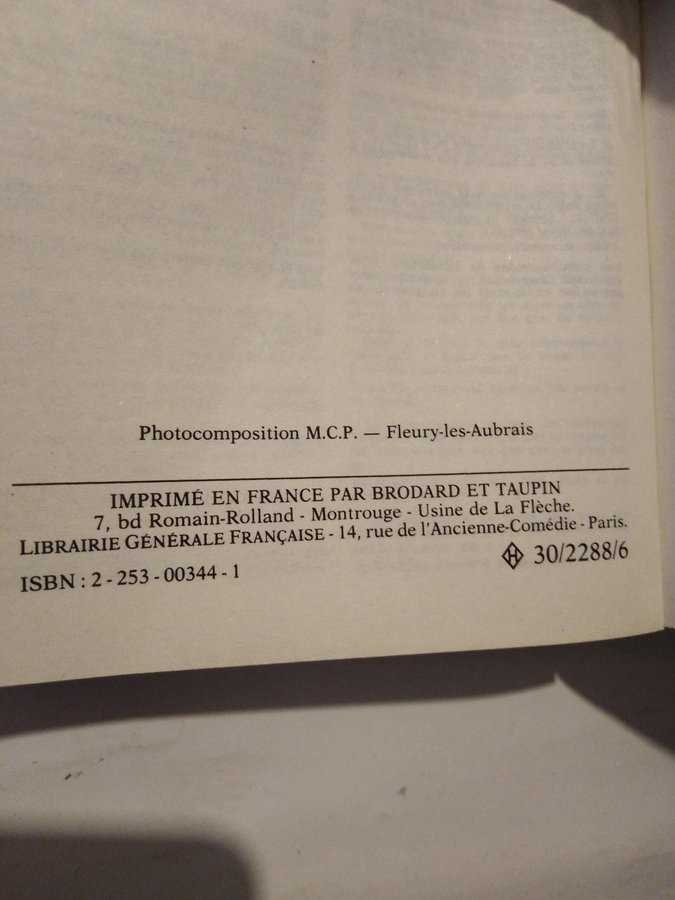 Photocomposition M.C.P. — Fleury-les-Aubrais
IMPRIMÉ EN FRANCE PAR BRODARD ET TAUPIN
7, bd Romain-Rolland - Montrouge - Usine de La Flèche.
LIBRAIRIE GÉNÉRALE FRANÇAISE - 14, rue de l'Ancienne-Comédie - Paris.
ISBN : 2 - 253 - 00344 - 1
H 30/2288/6